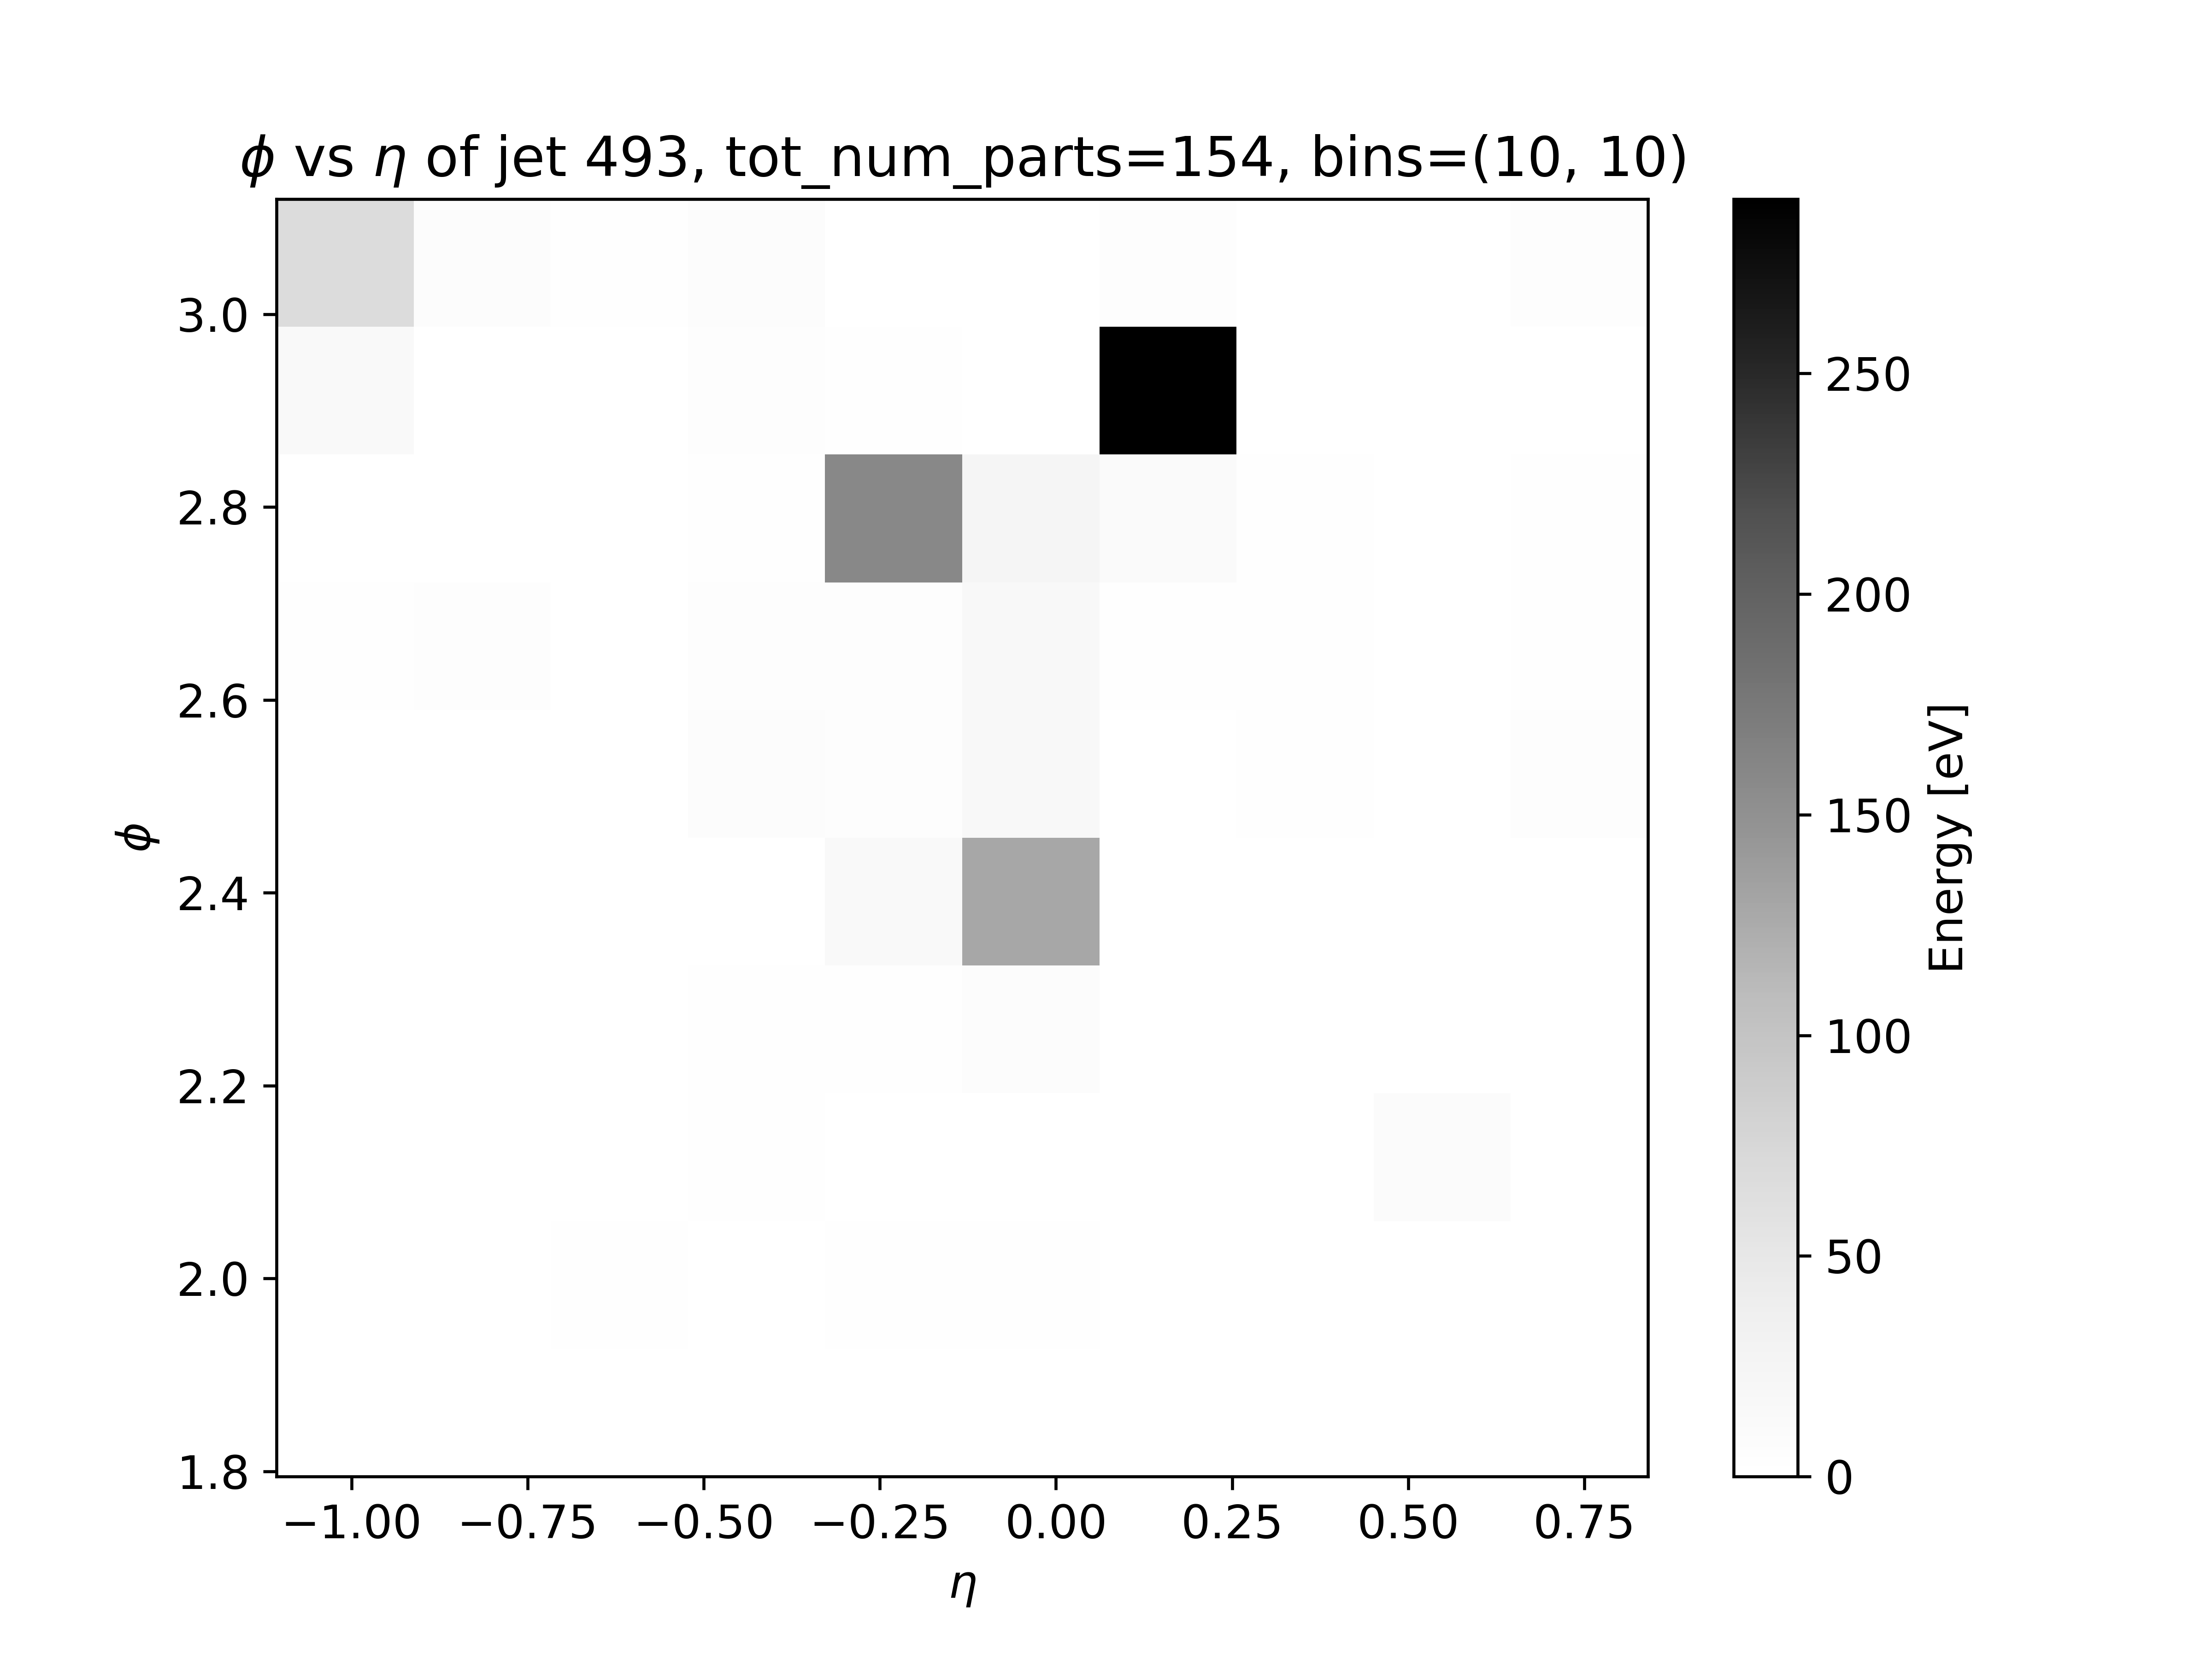 ϕ vs η of jet 493, tot_num_parts=154, bins=(10, 10)
3.0
2.8
2.6
2.4
2.2
2.0
1.8
ϕ
−1.00 −0.75 −0.50 −0.25 0.00 0.25 0.50 0.75
η
250
200
150
100
50
0
Energy [eV]